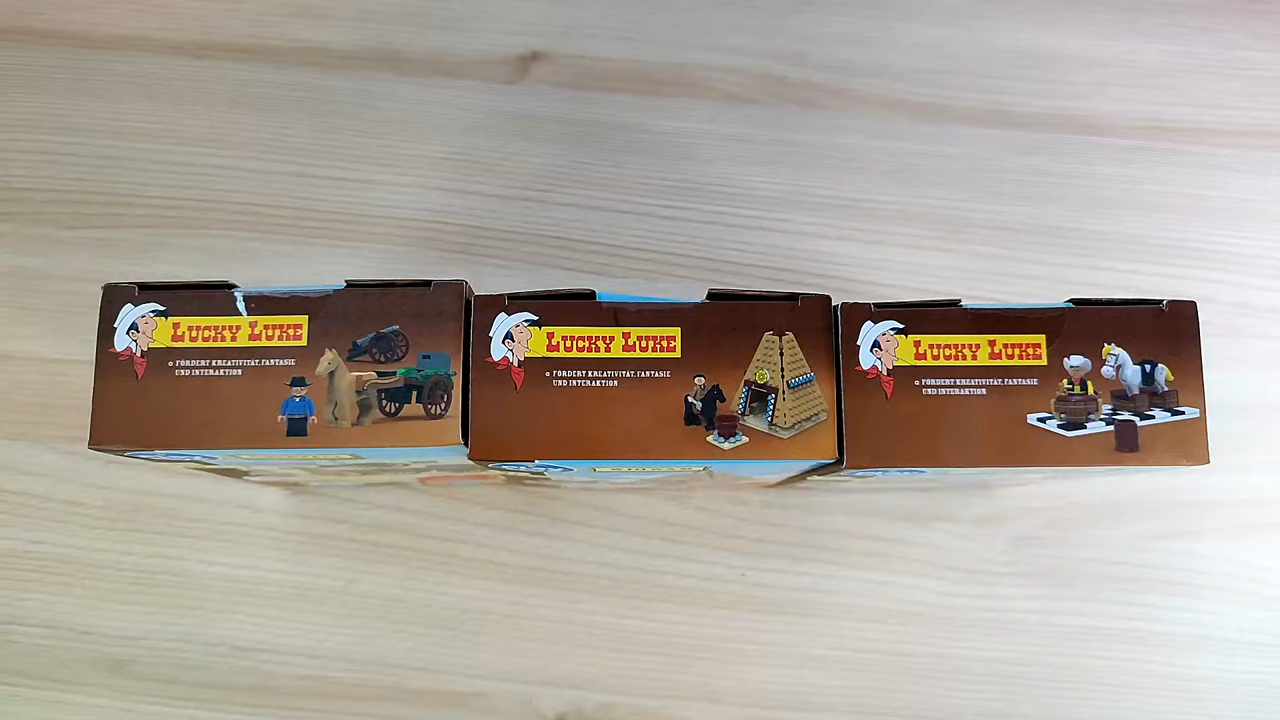 LUCKY LUKE
FÖRDERT KREATIVITÄT, FANTASIE
UND INTERAKTION
LUCKY LUKE
FÖRDERT KREATIVITÄT, FANTASIE
UND INTERAKTION
LUCKY LUKE
FÖRDERT KREATIVITÄT, FANTASIE
UND INTERAKTION